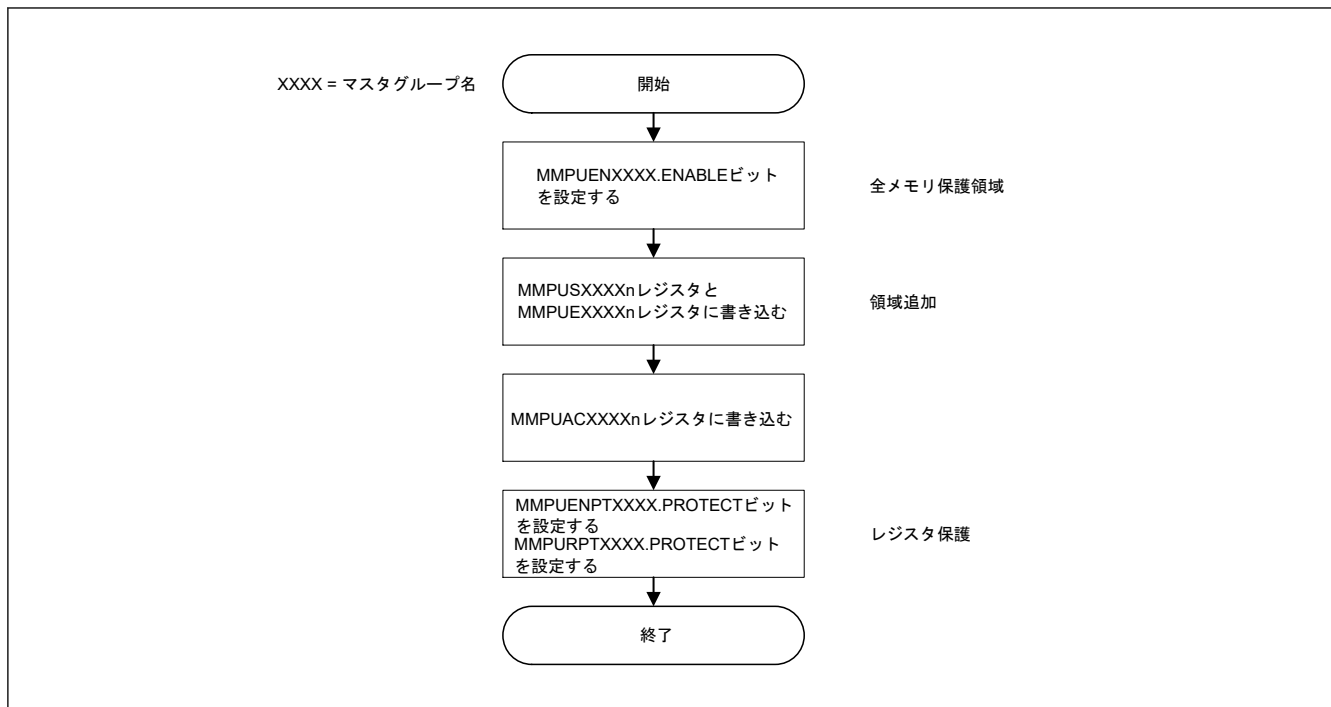 XXXX = マスタグループ名
開始
MMPUENXXXX.ENABLEビット
を設定する
全メモリ保護領域
MMPUSXXXXnレジスタと
MMPUEXXXXnレジスタに書き込む
領域追加
MMPUACXXXXnレジスタに書き込む
MMPUENPTXXXX.PROTECTビット
を設定する
MMPURPTXXXX.PROTECTビット
を設定する
レジスタ保護
終了